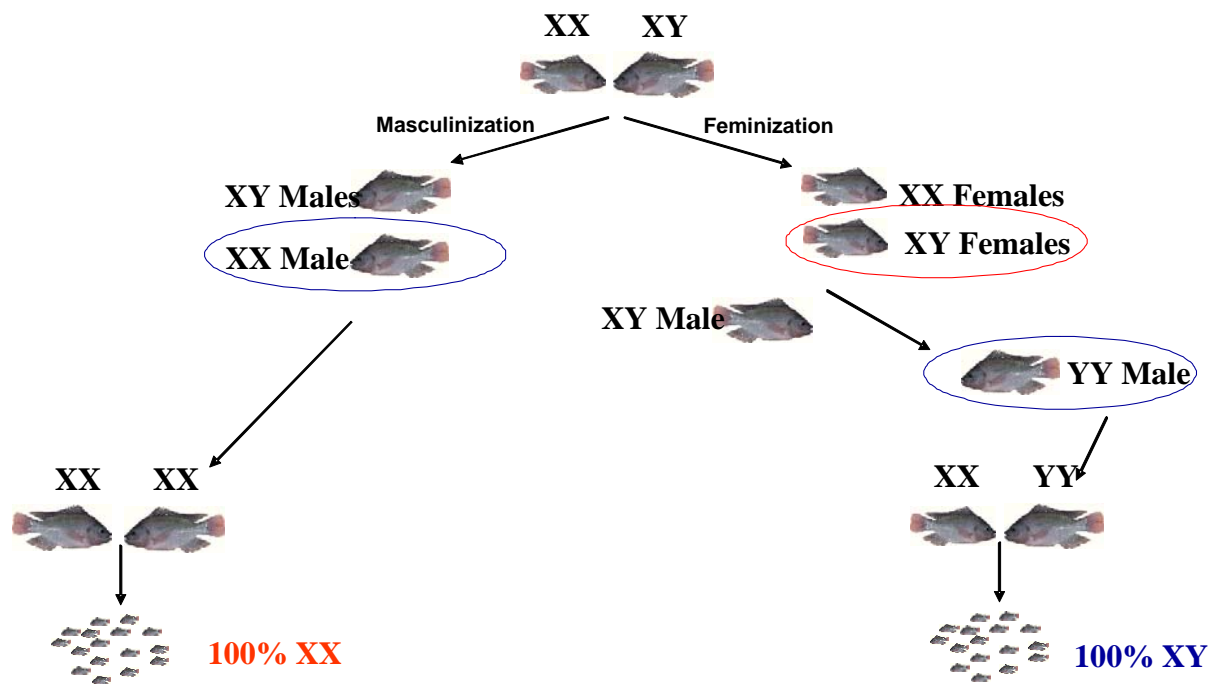 XX XY
Masculinization Feminization
XY Males XX Females
XX Male XY Females
XY Male
YY Male
XX XX XX YY
100% XX 100% XY